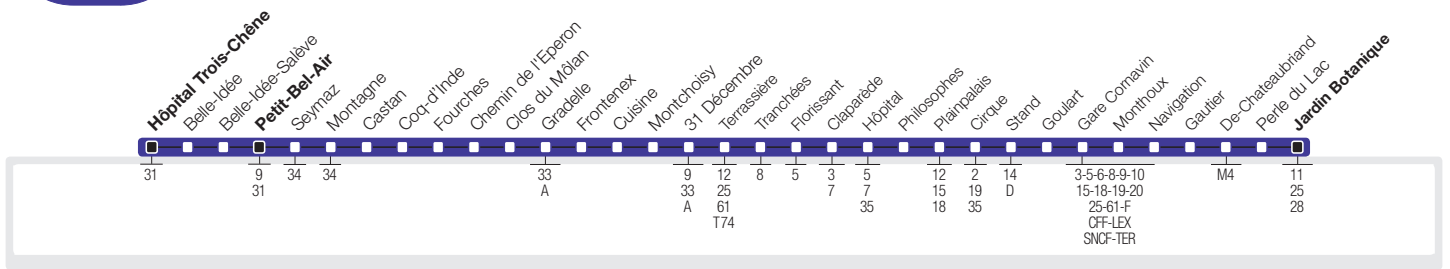 Hôpital Trois-Chêne
Belle-Idée
Belle-Idée-Salève
Petit-Bel-Air
Seymaz
Montagne
Castan
Coq-d'Inde
Fourches
Chemin de l'Eperon
Clos du Môlan
Gradelle
Frontenex
Cuisine
Montchoisy
31 Décembre
Terrassière
Tranchées
Florissant
Claparède
Hôpital
Philosophes
Plainpalais
Cirque
Stand
Goulart
Gare Cornavin
Monthoux
Navigation
Gautier
De-Chateaubriand
Perle du Lac
Jardin Botanique
31
9
31
34
34
33
A
9
33
A
12
25
61
T74
8
5
3
7
5
7
35
12
15
18
2
19
35
14
D
3-5-6-8-9-10
15-18-19-20
25-61-F
CFF-LEX
SNCF-TER
M4
11
25
28